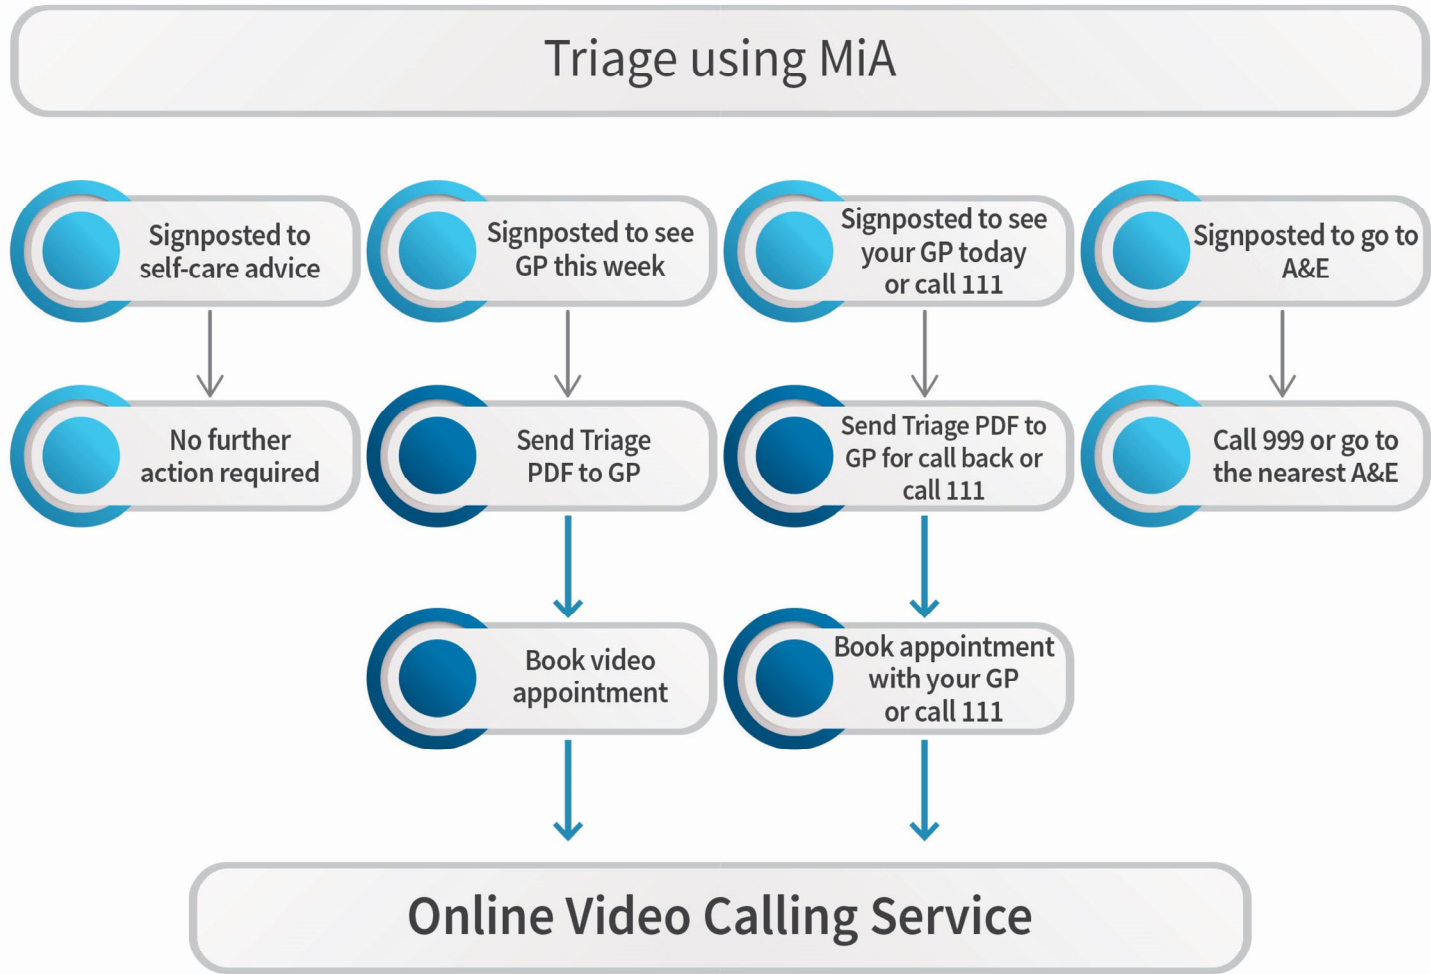 Triage using MiA
Signposted to
self-care advice
Signposted to see
GP this week
Signposted to see
your GP today
or call 111
Signposted to go to
A&E
No further
action required
Send Triage
PDF to GP
Send Triage PDF to
GP for call back or
call 111
Call 999 or go to
the nearest A&E
Book video
appointment
Book appointment
with your GP
or call 111
Online Video Calling Service